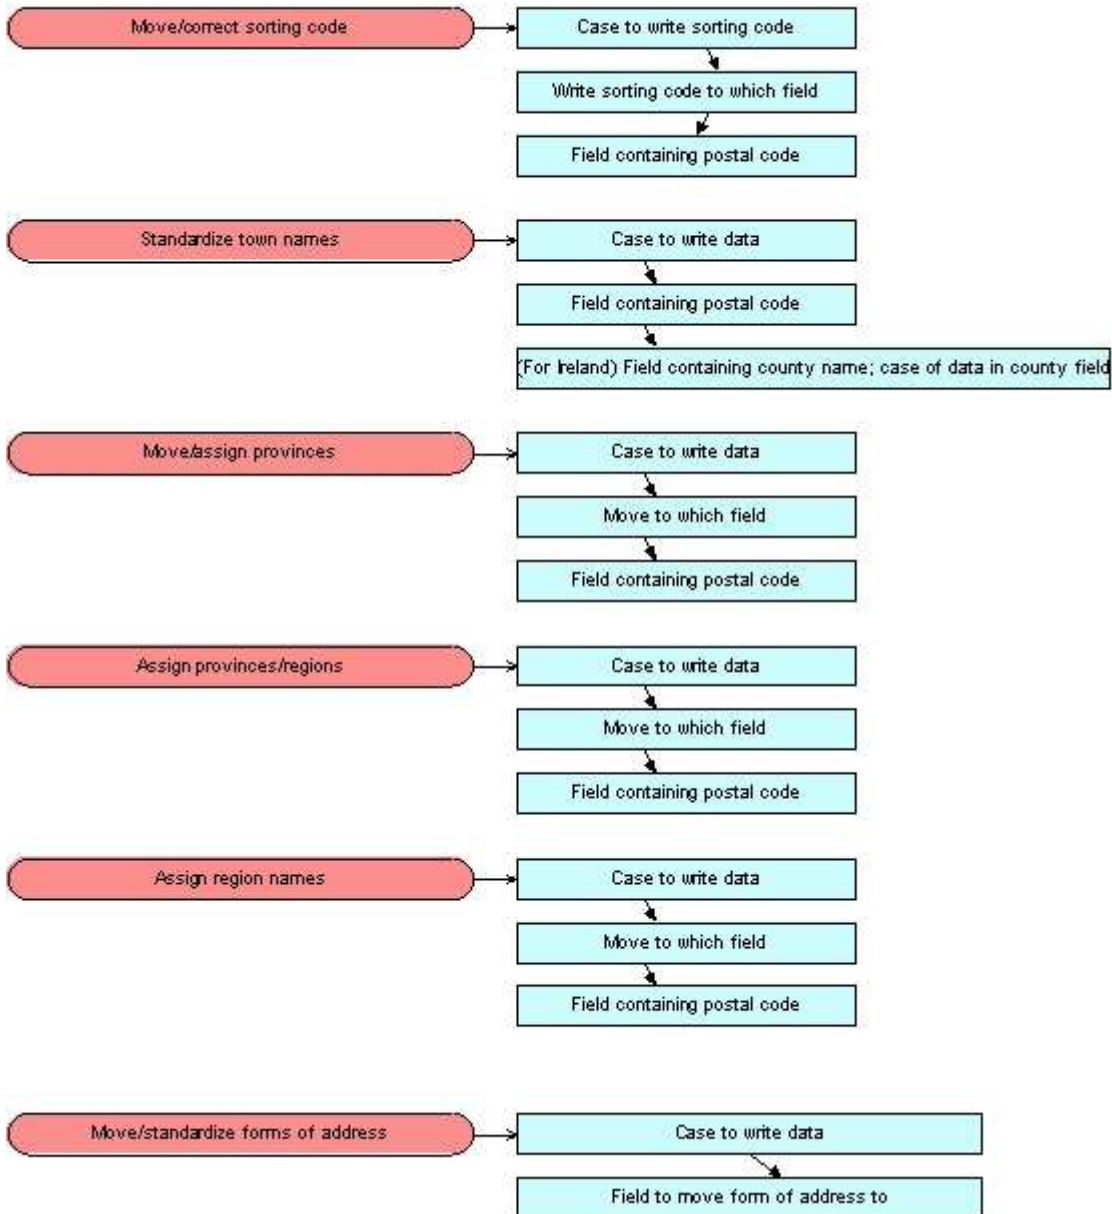 Move/correct sorting code
Case to write sorting code
Write sorting code to which field
Field containing postal code
Standardize town names
Case to write data
Field containing postal code
(For Ireland) Field containing county name; case of data in county field
Move/assign provinces
Case to write data
Move to which field
Field containing postal code
Assign provinces/regions
Case to write data
Move to which field
Field containing postal code
Assign region names
Case to write data
Move to which field
Field containing postal code
Move/standardize forms of address
Case to write data
Field to move form of address to